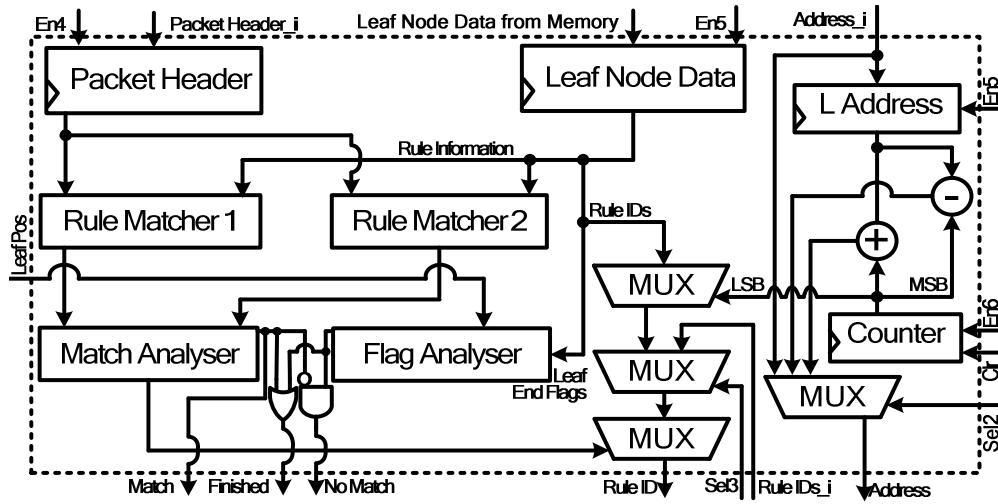 En4
Packet Header_i
Leaf Node Data from Memory
En5
Address_i
Packet Header
Leaf Node Data
L Address
En5
Rule Information
Rule Matcher 1
Rule Matcher 2
Rule IDs
-
+
Leaf Pos
MUX
LSB
MSB
En6
Match Analyser
Flag Analyser
Counter
Clr
MUX
Leaf
End Flags
MUX
MUX
Sel2
Match
Finished
No Match
Rule ID
Sel3
Rule IDs_i
Address